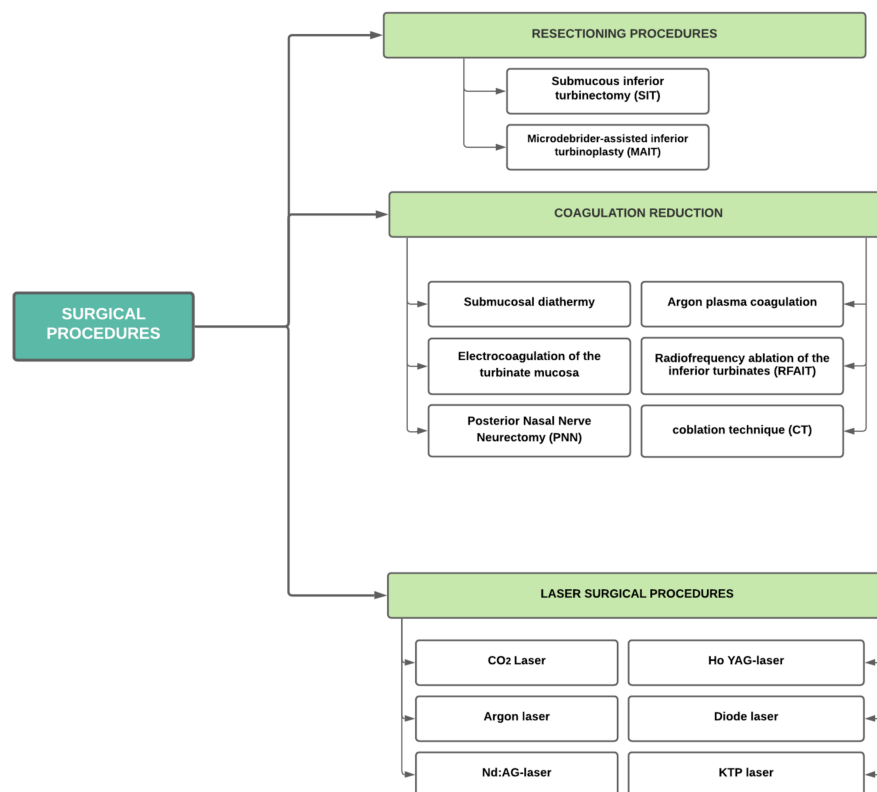 RESECTIONING PROCEDURES
Submucous inferior
turbinectomy (SIT)
Microdebrider-assisted inferior
turbinoplasty (MAIT)
COAGULATION REDUCTION
SURGICAL
PROCEDURES
Submucosal diathermy
Argon plasma coagulation
Electrocoagulation of the
turbinate mucosa
Radiofrequency ablation of the
inferior turbinates (RFAIT)
Posterior Nasal Nerve
Neurectomy (PNN)
coblation technique (CT)
LASER SURGICAL PROCEDURES
CO2 Laser
Ho YAG-laser
Argon laser
Diode laser
Nd:AG-laser
KTP laser